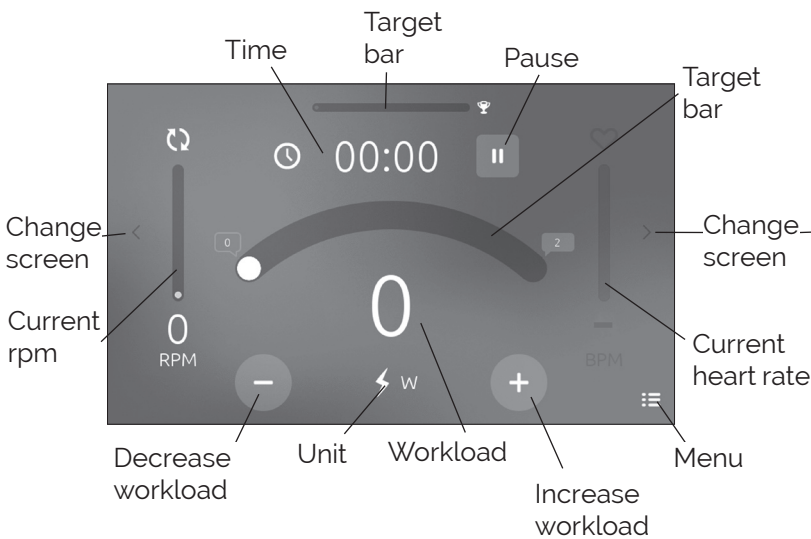 Target
bar
Time
Pause
Target
bar
00:00
0
2
Change
screen
Change
screen
0
Current
rpm
0
RPM
BPM
Current
heart rate
W
Decrease
workload
Unit
Workload
Menu
Increase
workload